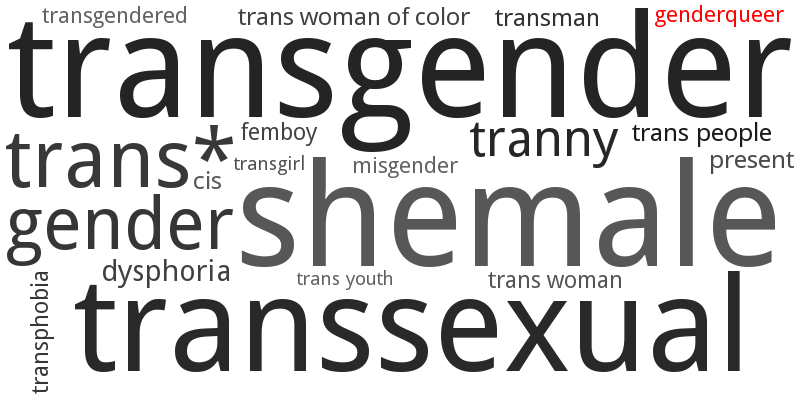 transgendered
trans woman of color
transman
genderqueer
transgender
trans*
femboy
tranny
trans people
transgirl
misgender
present
cis
gender
shemale
dysphoria
trans youth
trans woman
transphobia
transsexual